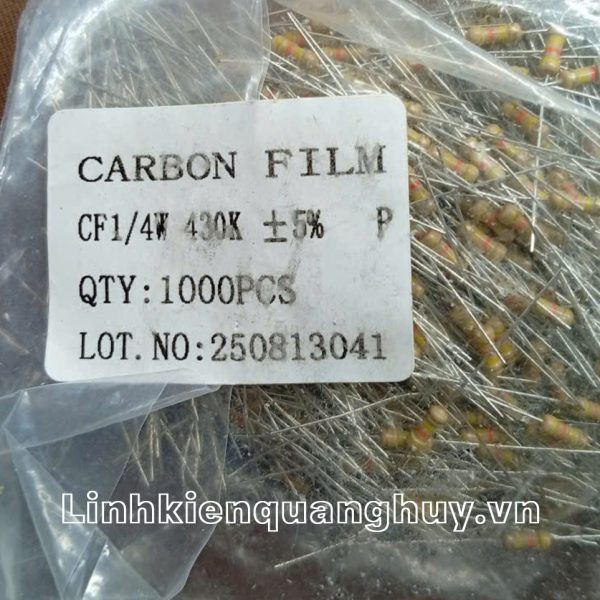 CARBON FILM
CF1/4W 430K ±5% P
QTY:1000PCS
LOT.NO:250813041
Linhkienquanghuy.vn